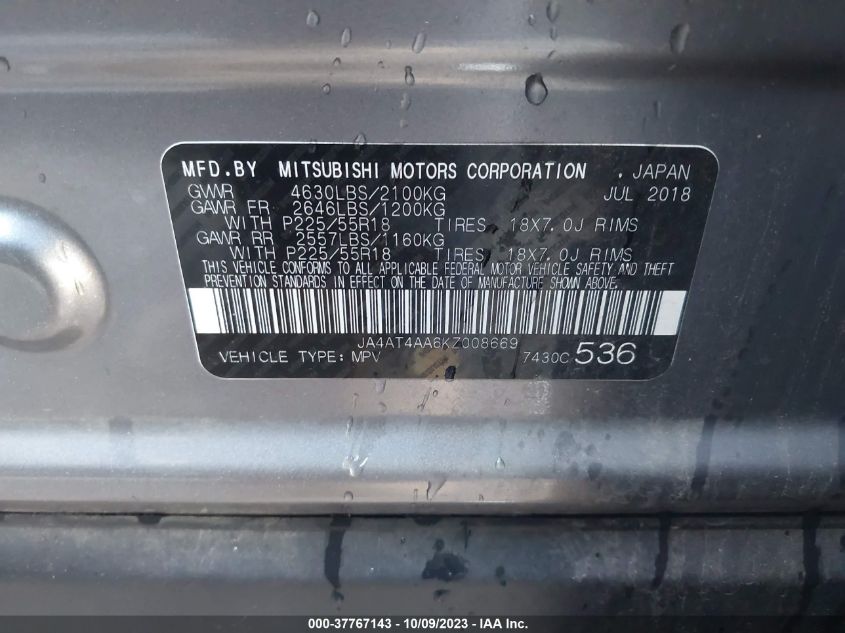 MFD.BY MITSUBISHI MOTORS CORPORATION . JAPAN
GVWR 4630LBS/2100KG JUL 2018
GAWR FR 2646LBS/1200KG
WITH P225/55R18 TIRES, 18X7.0J RIMS
GAWR RR 2557LBS/1160KG
WITH P225/55R18 TIRES, 18X7.0J RIMS
THIS VEHICLE CONFORMS TO ALL APPLICABLE FEDERAL MOTOR VEHICLE SAFETY AND THEFT
PREVENTION STANDARDS IN EFFECT ON THE DATE OF MANUFACTURE SHOWN ABOVE.
JA4AT4AA6KZ008669
VEHICLE TYPE: MPV 7430C 536
000-37767143 - 10/09/2023 - IAA Inc.